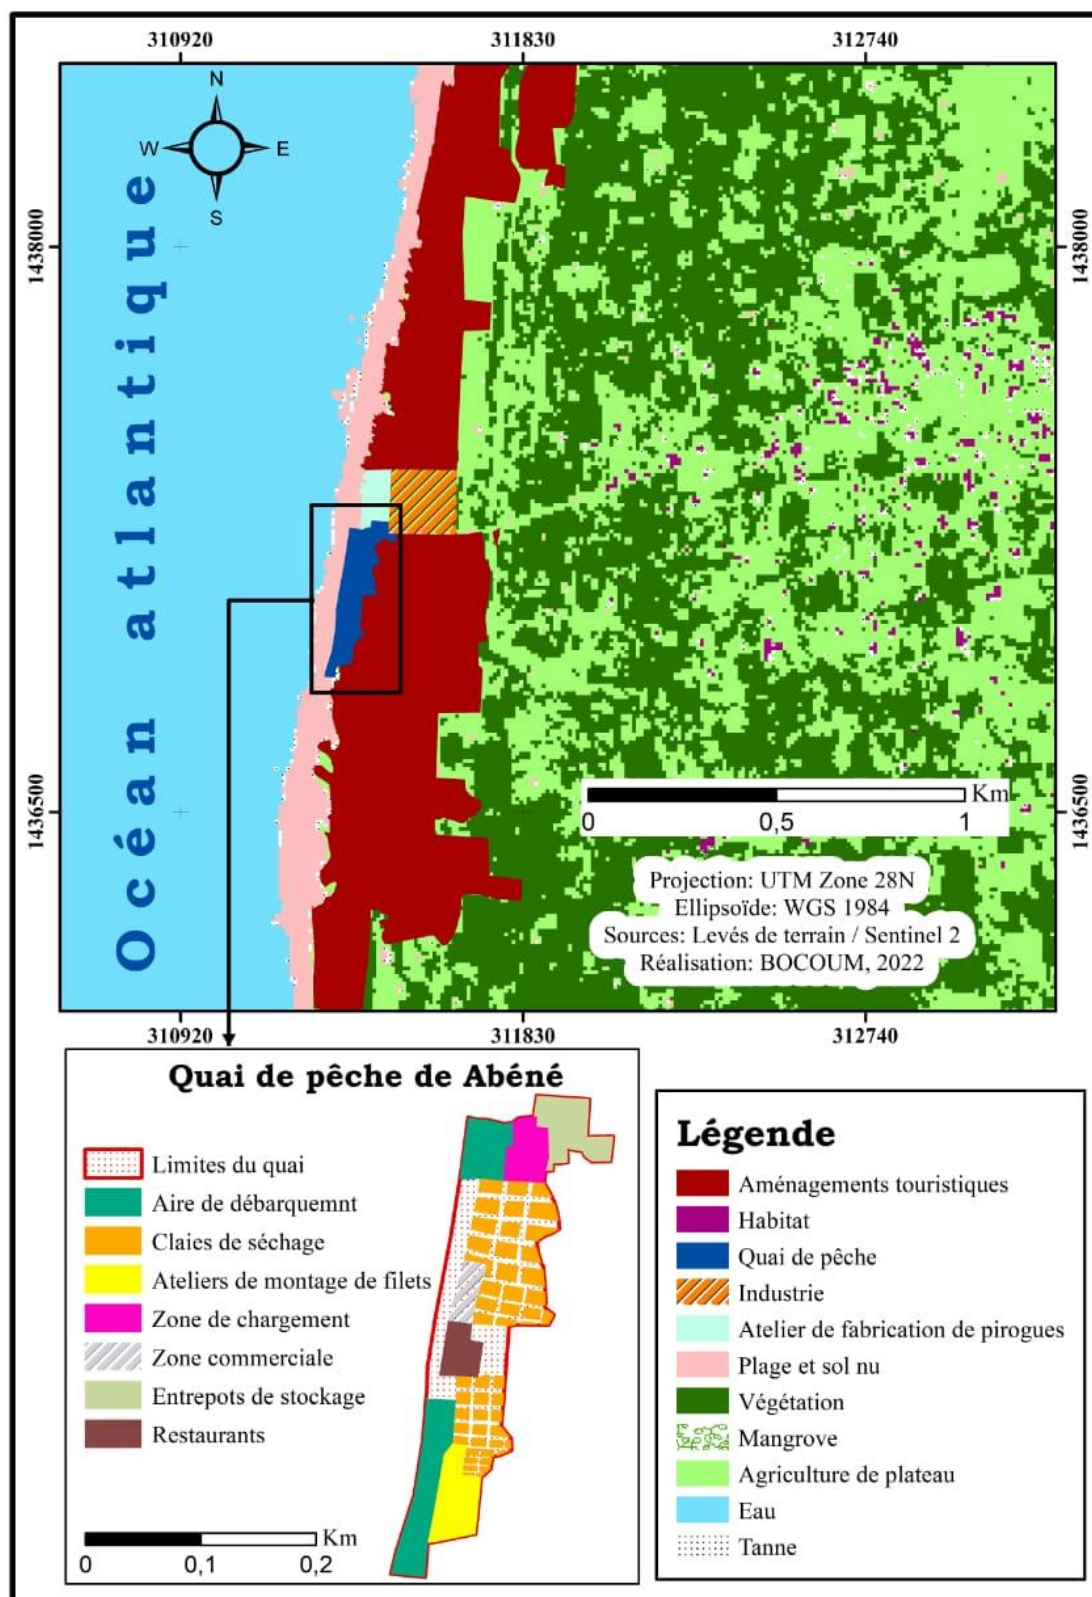 310920 311830 312740
N
W E
S
1438000 1438000
Océan atlantique
1436500 1436500
Km
0 0,5 1
Projection: UTM Zone 28N
Ellipsoïde: WGS 1984
Sources: Levés de terrain / Sentinel 2
Réalisation: BOCOUM, 2022
310920 311830 312740
Quai de pêche de Abéné
Limites du quai
Aire de débarquemnt
Claies de séchage
Ateliers de montage de filets
Zone de chargement
Zone commerciale
Entrepots de stockage
Restaurants
Km
0 0,1 0,2
Légende
Aménagements touristiques
Habitat
Quai de pêche
Industrie
Atelier de fabrication de pirogues
Plage et sol nu
Végétation
Mangrove
Agriculture de plateau
Eau
Tanne